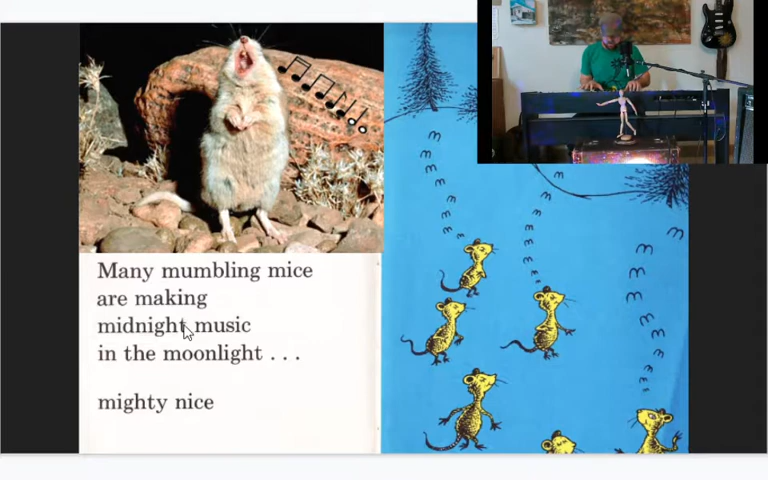 Many mumbling mice
are making
midnight music
in the moonlight . . .
mighty nice